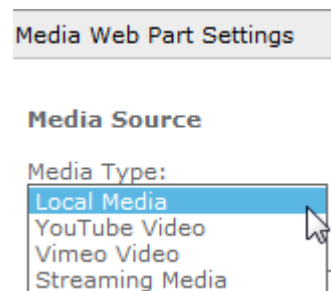 Media Web Part Settings
Media Source
Media Type:
Local Media
YouTube Video
Vimeo Video
Streaming Media